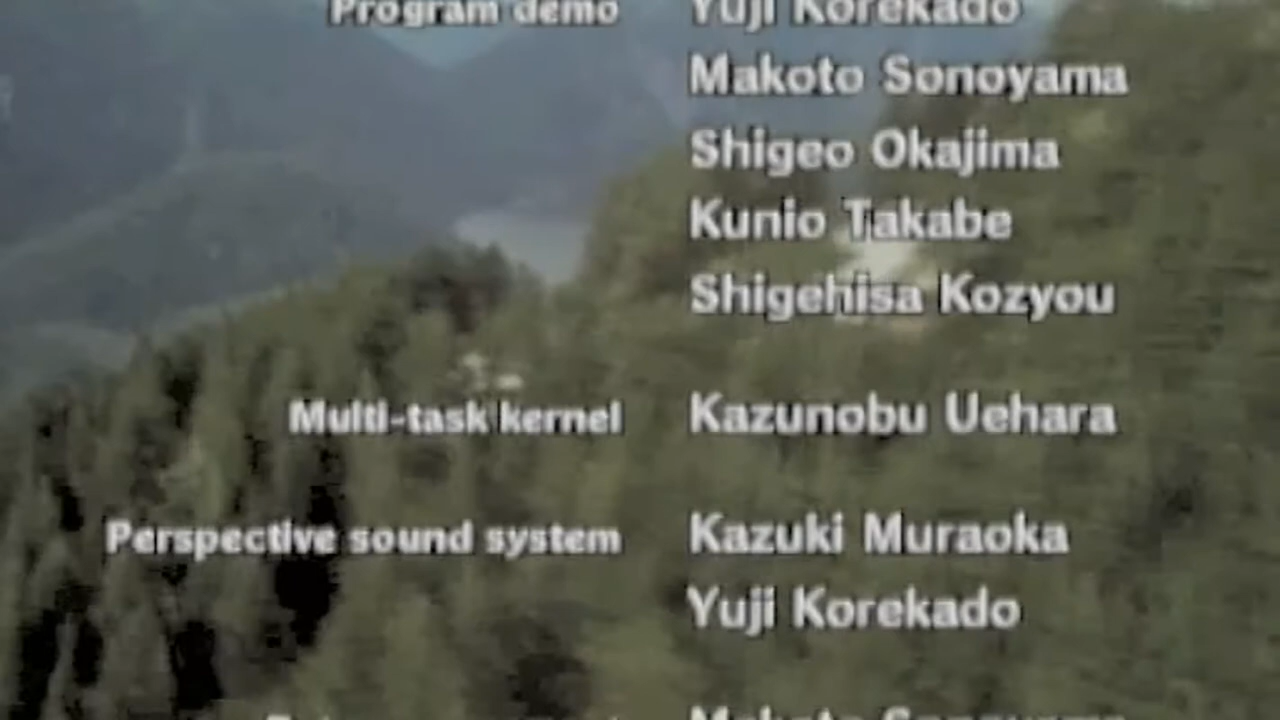 Program demo Yuji Korekado
Makoto Sonoyama
Shigeo Okajima
Kunio Takabe
Shigehisa Kozyou
Multi-task kernel Kazunobu Uehara
Perspective sound system Kazuki Muraoka
Yuji Korekado